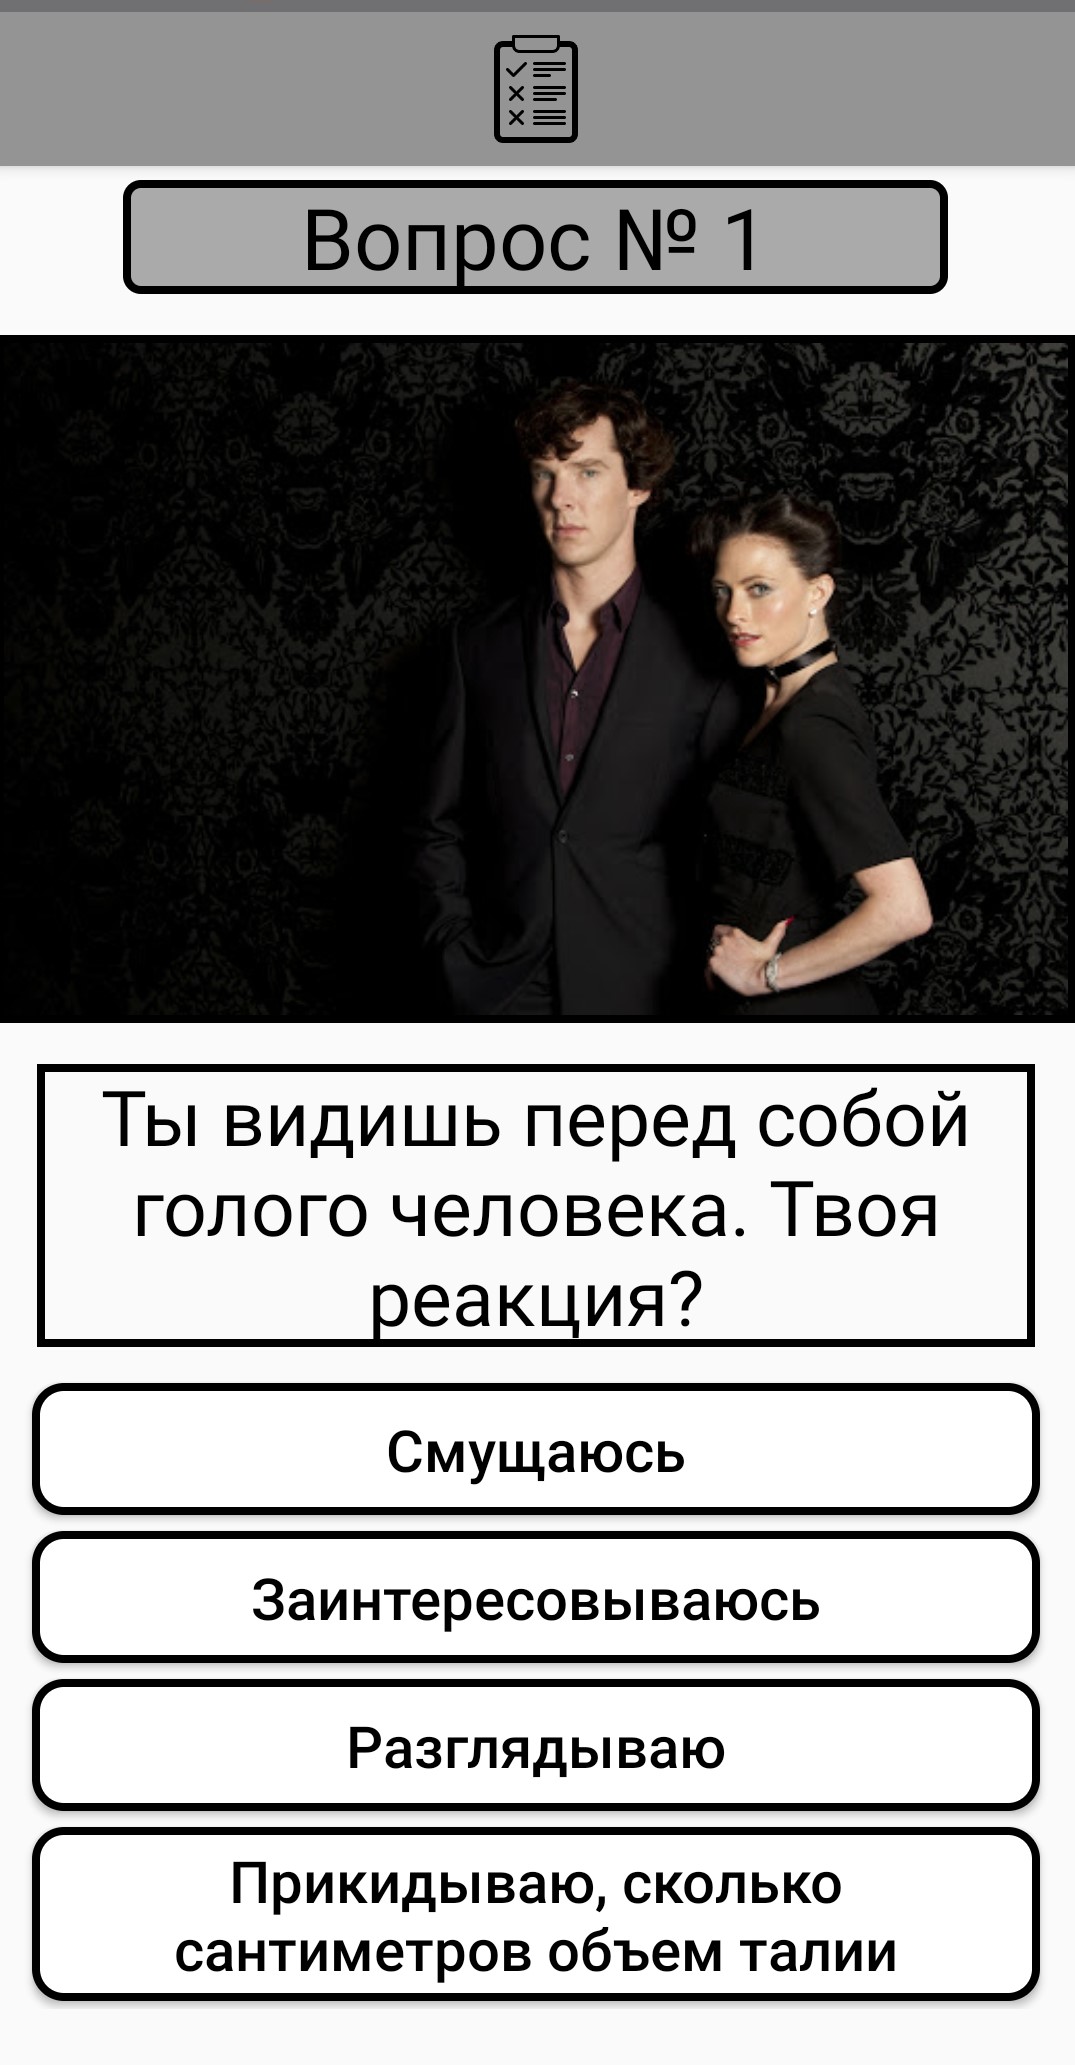 Вопрос № 1
Ты видишь перед собой
голого человека. Твоя
реакция?
Смущаюсь
Заинтересовываюсь
Разглядываю
Прикидываю, сколько
сантиметров объем талии